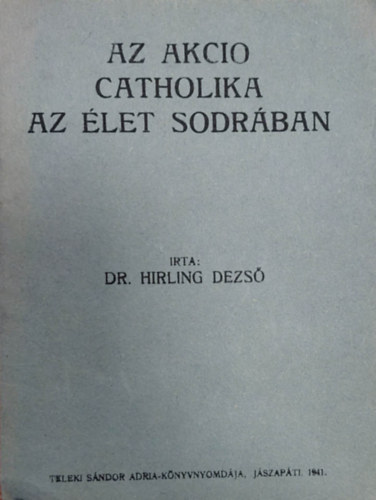 AZ AKCIO
CATHOLIKA
AZ ÉLET SODRÁBAN
IRTA:
DR. HIRLING DEZSŐ
TELEKI SÁNDOR ADRIA-KÖNYVNYOMDÁJA, JÁSZAPÁTI. 1941.